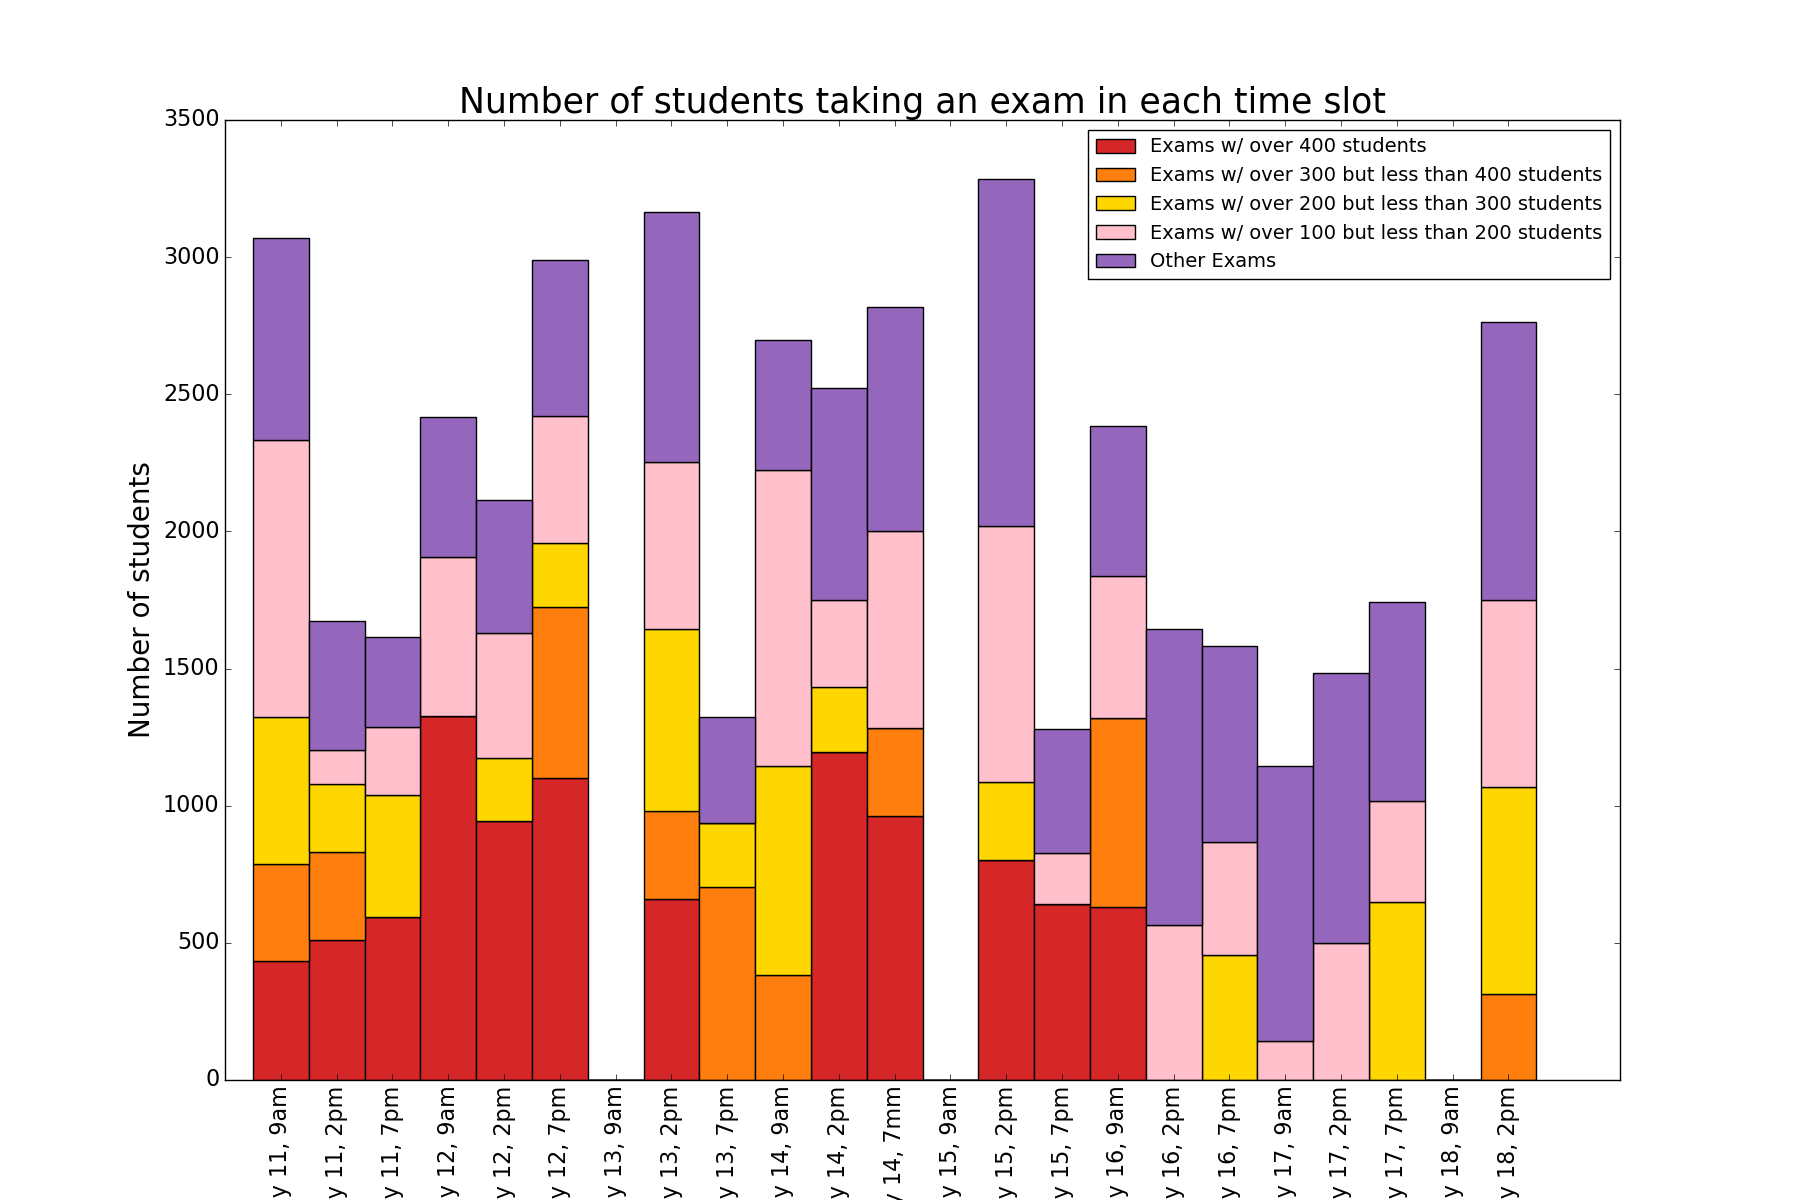 Number of students taking an exam in each time slot
3500
3000
2500
2000
1500
1000
500
0
Number of students
Exams w/ over 400 students
Exams w/ over 300 but less than 400 students
Exams w/ over 200 but less than 300 students
Exams w/ over 100 but less than 200 students
Other Exams
y 11, 9am
y 11, 2pm
y 11, 7pm
y 12, 9am
y 12, 2pm
y 12, 7pm
y 13, 9am
y 13, 2pm
y 13, 7pm
y 14, 9am
y 14, 2pm
y 14, 7mm
y 15, 9am
y 15, 2pm
y 15, 7pm
y 16, 9am
y 16, 2pm
y 16, 7pm
y 17, 9am
y 17, 2pm
y 17, 7pm
y 18, 9am
y 18, 2pm